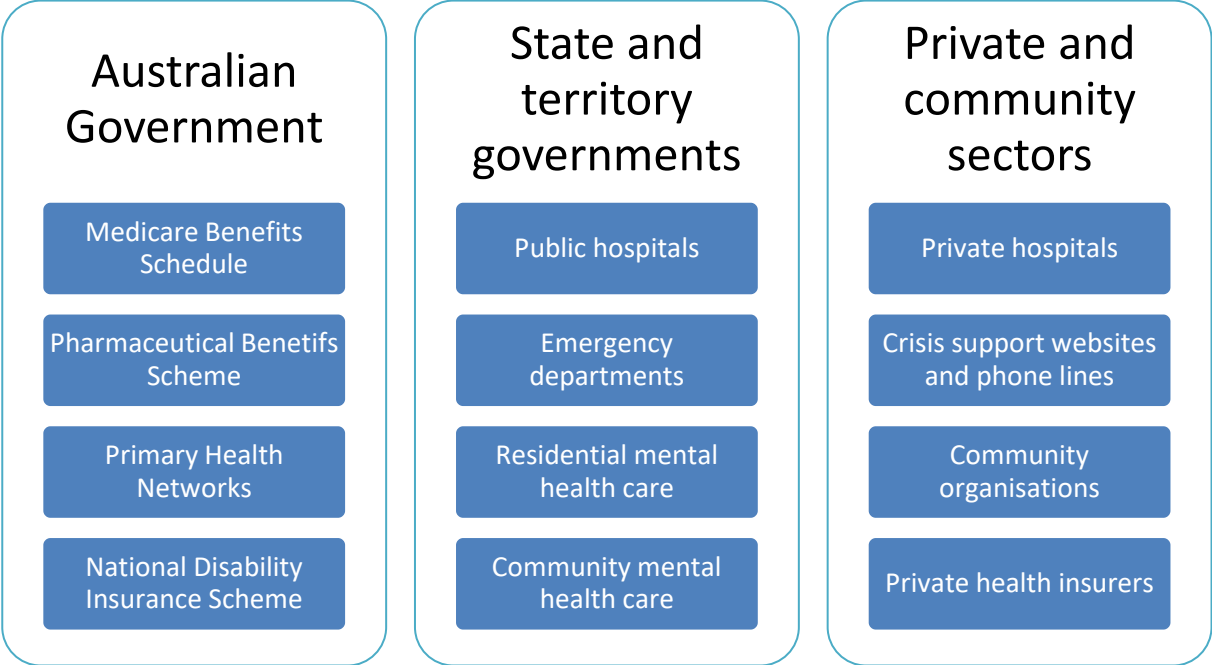 Australian
Government
Medicare Benefits
Schedule
Pharmaceutical Benetifs
Scheme
Primary Health
Networks
National Disability
Insurance Scheme
State and
territory
governments
Public hospitals
Emergency
departments
Residential mental
health care
Community mental
health care
Private and
community
sectors
Private hospitals
Crisis support websites
and phone lines
Community
organisations
Private health insurers